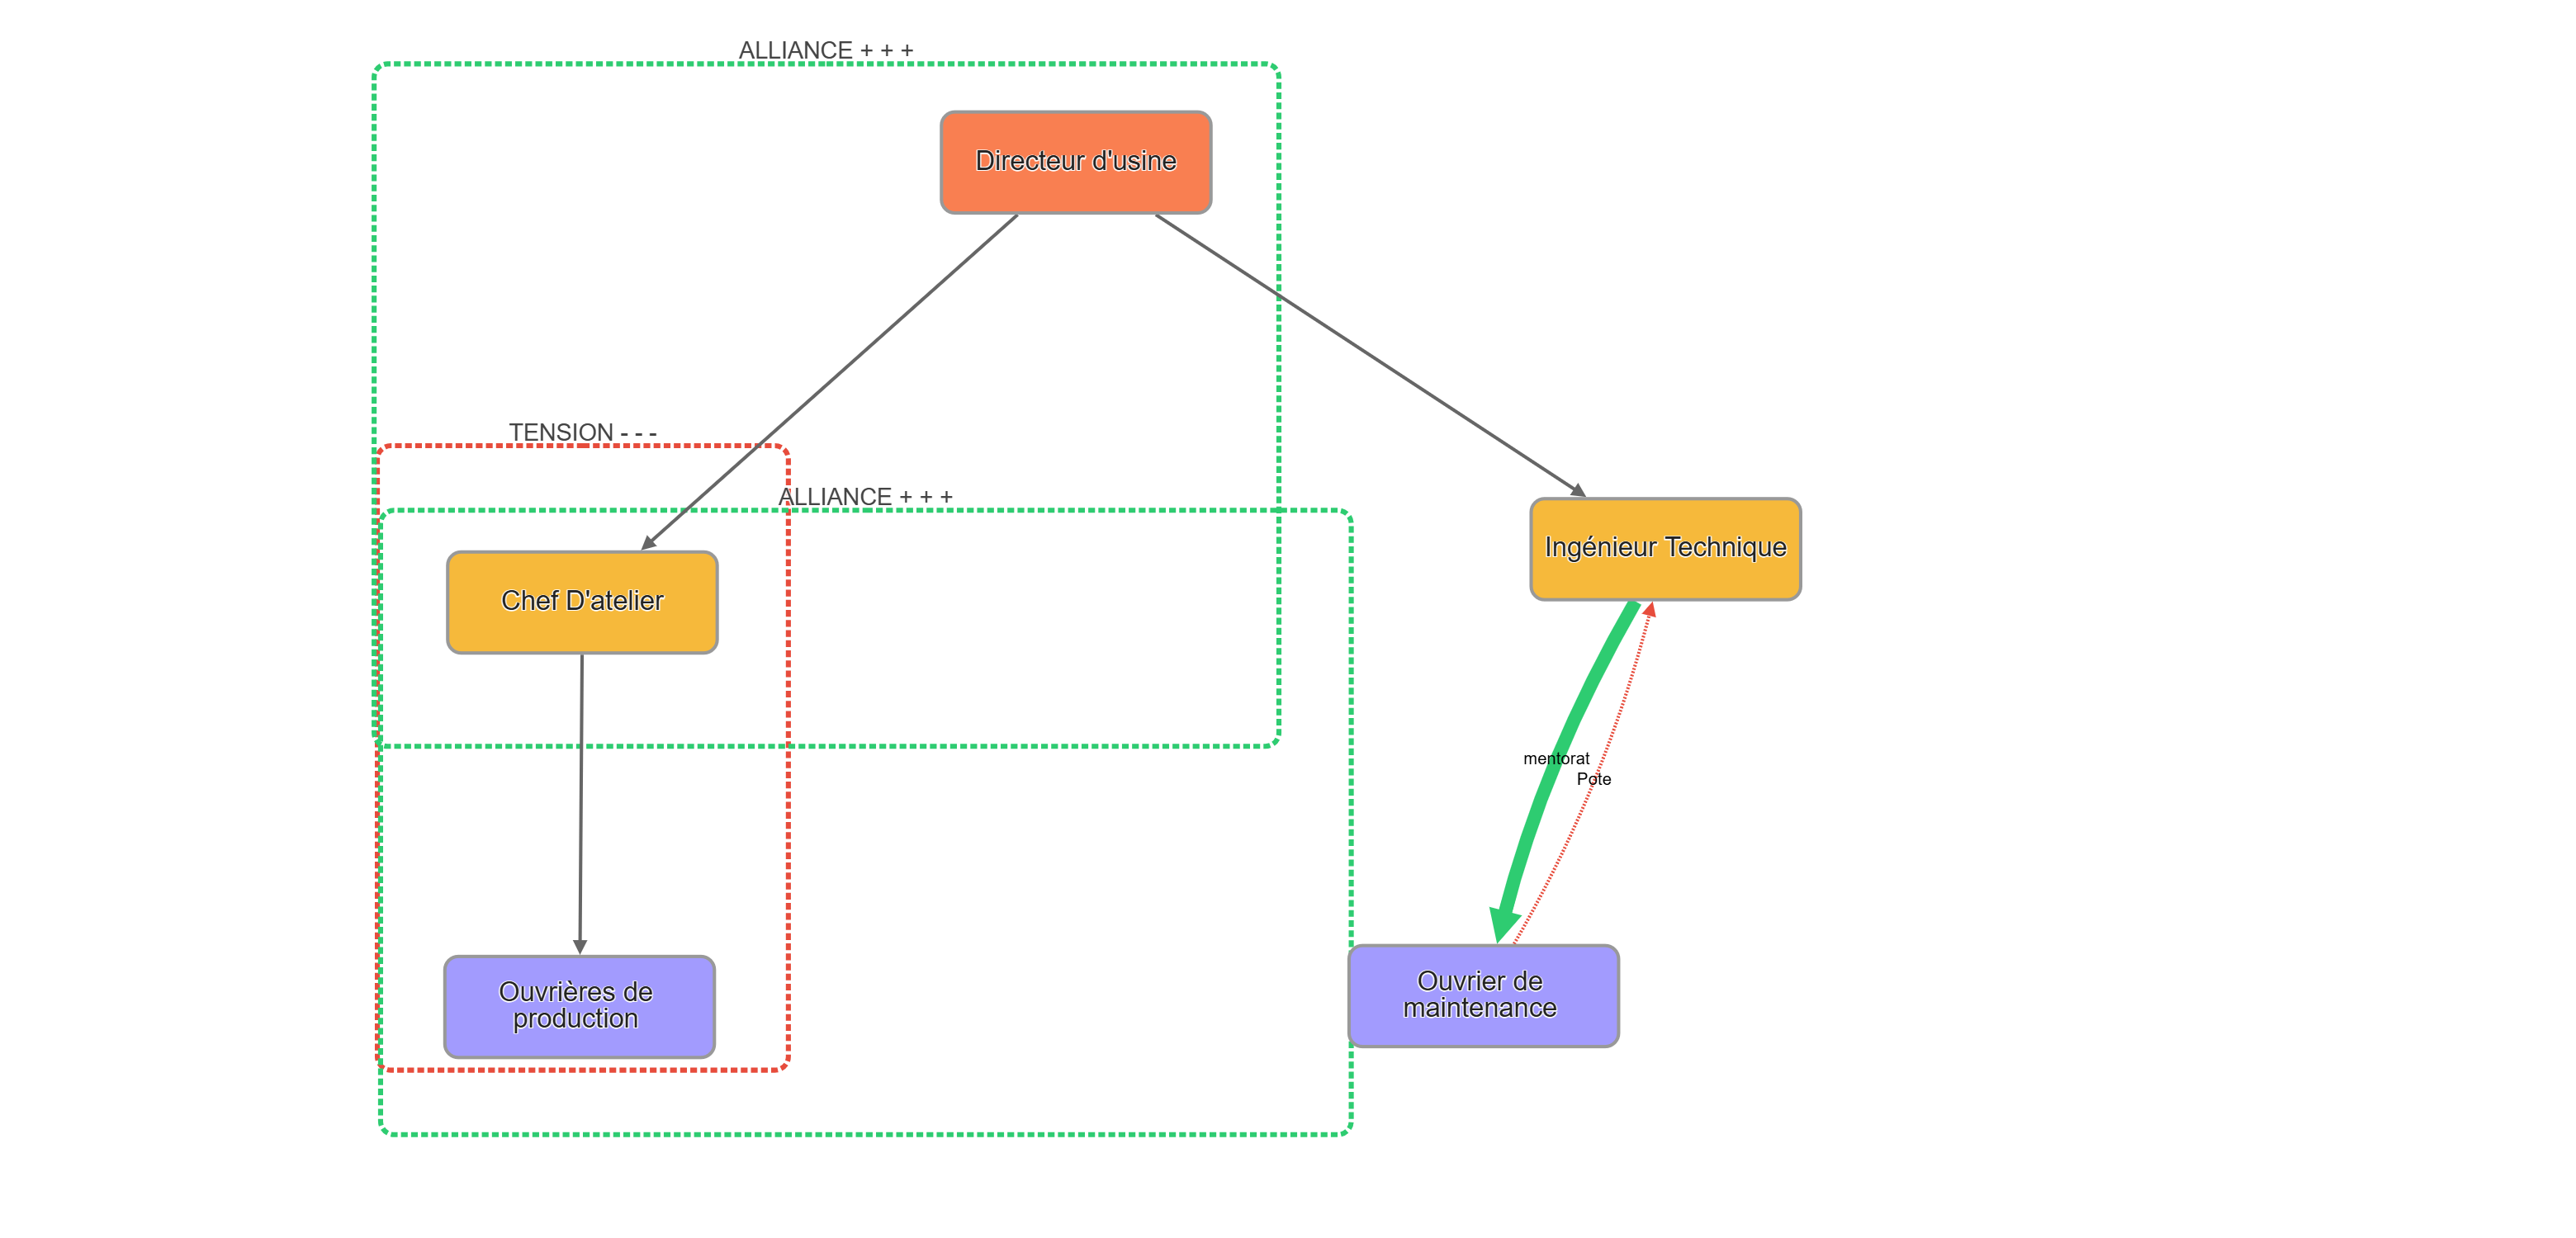 ALLIANCE + + +
Directeur d'usine
TENSION - - -
ALLIANCE + + +
Ingénieur Technique
Chef D'atelier
mentorat
Pote
Ouvrières de
production
Ouvrier de
maintenance